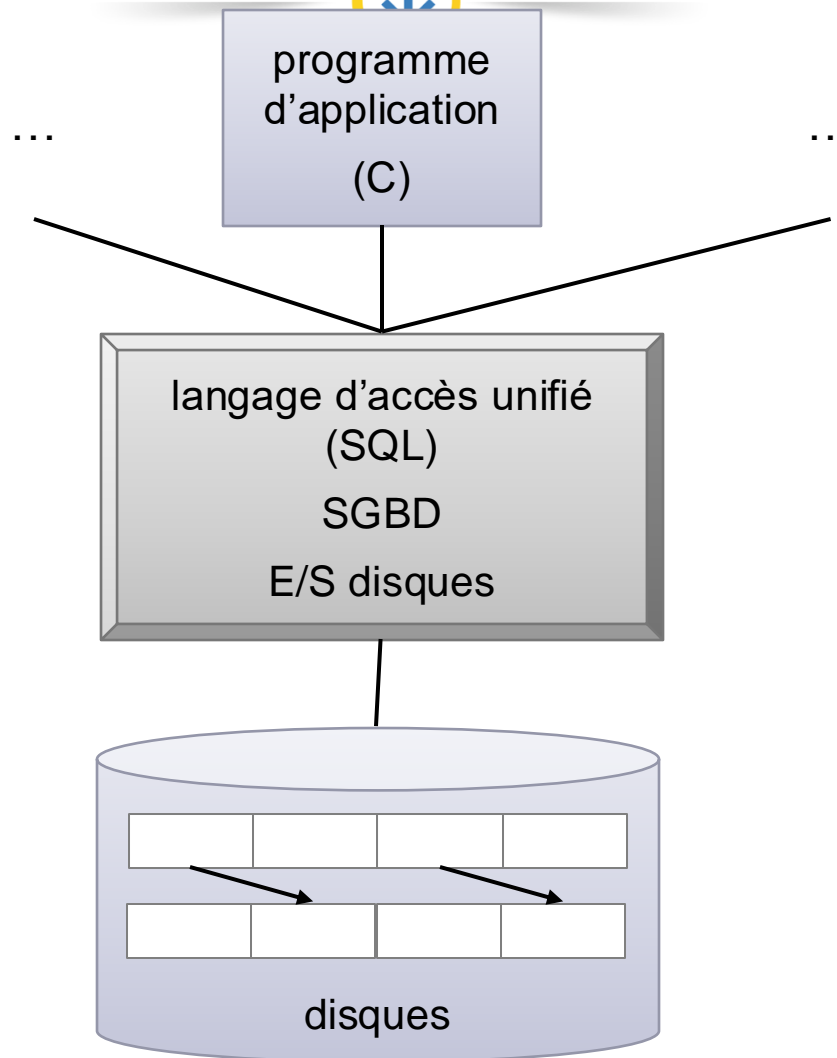 programme
d’application
(C)
…
…
langage d’accès unifié
(SQL)
SGBD
E/S disques
disques